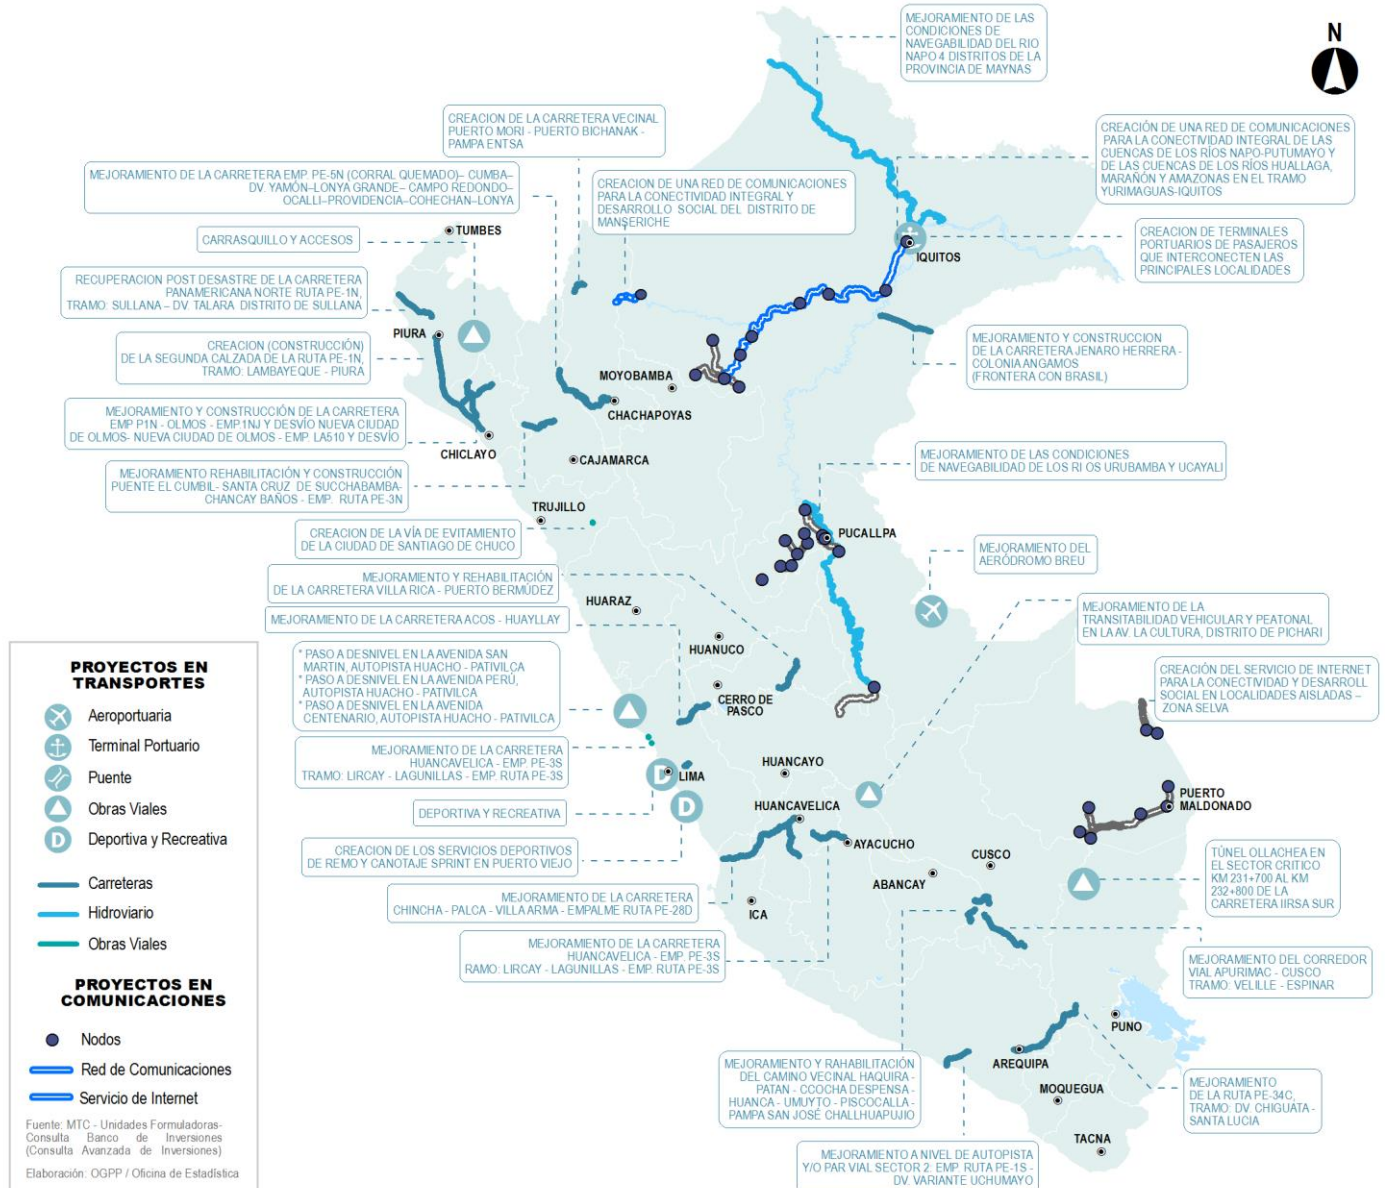 MEJORAMIENTO DE LAS
CONDICIONES DE
NAVEGABILIDAD DEL RIO
NAPO 4 DISTRITOS DE LA
PROVINCIA DE MAYNAS
N
CREACION DE LA CARRETERA VECINAL
PUERTO MORI - PUERTO BICHANAK -
PAMPA ENTSA
CREACIÓN DE UNA RED DE COMUNICACIONES
PARA LA CONECTIVIDAD INTEGRAL DE LAS
CUENCAS DE LOS RÍOS NAPO-PUTUMAYO Y
DE LAS CUENCAS DE LOS RÍOS HUALLAGA,
MARAÑÓN Y AMAZONAS EN EL TRAMO
YURIMAGUAS-IQUITOS
MEJORAMIENTO DE LA CARRETERA EMP. PE-5N (CORRAL QUEMADO)– CUMBA–
DV. YAMÓN–LONYA GRANDE– CAMPO REDONDO–
OCALLI–PROVIDENCIA–COHECHAN–LONYA
CREACION DE UNA RED DE COMUNICACIONES
PARA LA CONECTIVIDAD INTEGRAL Y
DESARROLLO SOCIAL DEL DISTRITO DE
MANSERICHE
CARRASQUILLO Y ACCESOS
TUMBES
CREACION DE TERMINALES
PORTUARIOS DE PASAJEROS
QUE INTERCONECTEN LAS
PRINCIPALES LOCALIDADES
IQUITOS
RECUPERACION POST DESASTRE DE LA CARRETERA
PANAMERICANA NORTE RUTA PE-1N,
TRAMO: SULLANA – DV. TALARA DISTRITO DE SULLANA
PIURA
CREACION (CONSTRUCCIÓN)
DE LA SEGUNDA CALZADA DE LA RUTA PE-1N,
TRAMO: LAMBAYEQUE - PIURA
MEJORAMIENTO Y CONSTRUCCION
DE LA CARRETERA JENARO HERRERA -
COLONIA ANGAMOS
(FRONTERA CON BRASIL)
MOYOBAMBA
CHACHAPOYAS
MEJORAMIENTO Y CONSTRUCCIÓN DE LA CARRETERA
EMP P1N - OLMOS - EMP.1NJ Y DESVÍO NUEVA CIUDAD
DE OLMOS- NUEVA CIUDAD DE OLMOS - EMP. LA510 Y DESVÍO
CHICLAYO
CAJAMARCA
MEJORAMIENTO DE LAS CONDICIONES
DE NAVEGABILIDAD DE LOS RI OS URUBAMBA Y UCAYALI
MEJORAMIENTO REHABILITACIÓN Y CONSTRUCCIÓN
PUENTE EL CUMBIL- SANTA CRUZ DE SUCCHABAMBA-
CHANCAY BAÑOS - EMP. RUTA PE-3N
TRUJILLO
CREACION DE LA VÍA DE EVITAMIENTO
DE LA CIUDAD DE SANTIAGO DE CHUCO
PUCALLPA
MEJORAMIENTO DEL
AERÓDROMO BREU
MEJORAMIENTO Y REHABILITACIÓN
DE LA CARRETERA VILLA RICA - PUERTO BERMÚDEZ
HUARAZ
MEJORAMIENTO DE LA CARRETERA ACOS - HUAYLLAY
MEJORAMIENTO DE LA
TRANSITABILIDAD VEHICULAR Y PEATONAL
EN LA AV. LA CULTURA, DISTRITO DE PICHARI
HUANUCO
* PASO A DESNIVEL EN LA AVENIDA SAN
MARTIN, AUTOPISTA HUACHO - PATIVILCA
* PASO A DESNIVEL EN LA AVENIDA PERÚ,
AUTOPISTA HUACHO - PATIVILCA
* PASO A DESNIVEL EN LA AVENIDA
CENTENARIO, AUTOPISTA HUACHO - PATIVILCA
CERRO DE
PASCO
CREACIÓN DEL SERVICIO DE INTERNET
PARA LA CONECTIVIDAD Y DESARROLL
SOCIAL EN LOCALIDADES AISLADAS –
ZONA SELVA
MEJORAMIENTO DE LA CARRETERA
HUANCAVELICA - EMP. PE-3S
TRAMO: LIRCAY - LAGUNILLAS - EMP. RUTA PE-3S
D
LIMA
HUANCAYO
HUANCAVELICA
PUERTO
MALDONADO
DEPORTIVA Y RECREATIVA
D
CREACION DE LOS SERVICIOS DEPORTIVOS
DE REMO Y CANOTAJE SPRINT EN PUERTO VIEJO
AYACUCHO
CUSCO
ABANCAY
TÚNEL OLLACHEA EN
EL SECTOR CRITICO
KM 231+700 AL KM
232+800 DE LA
CARRETERA IIRSA SUR
MEJORAMIENTO DE LA CARRETERA
CHINCHA - PALCA - VILLA ARMA - EMPALME RUTA PE-28D
ICA
MEJORAMIENTO DE LA CARRETERA
HUANCAVELICA - EMP. PE-3S
RAMO: LIRCAY - LAGUNILLAS - EMP. RUTA PE-3S
MEJORAMIENTO DEL CORREDOR
VIAL APURIMAC - CUSCO
TRAMO: VELILLE - ESPINAR
PUNO
AREQUIPA
MOQUEGUA
TACNA
MEJORAMIENTO Y RAHABILITACIÓN
DEL CAMINO VECINAL HAQUIRA -
PATAN - CCOCHA DESPENSA -
HUANCA - UMUYTO - PISCOCALLA -
PAMPA SAN JOSÉ CHALLHUAPUJIO
MEJORAMIENTO
DE LA RUTA PE-34C,
TRAMO: DV. CHIGUATA -
SANTA LUCIA
MEJORAMIENTO A NIVEL DE AUTOPISTA
Y/O PAR VIAL SECTOR 2: EMP. RUTA PE-1S -
DV. VARIANTE UCHUMAYO
PROYECTOS EN
TRANSPORTES
Aeroportuaria
Terminal Portuario
Puente
Obras Viales
D Deportiva y Recreativa
Carreteras
Hidroviario
Obras Viales
PROYECTOS EN
COMUNICACIONES
Nodos
Red de Comunicaciones
Servicio de Internet
Fuente: MTC - Unidades Formuladoras-
Consulta Banco de Inversiones
(Consulta Avanzada de Inversiones)
Elaboración: OGPP / Oficina de Estadística